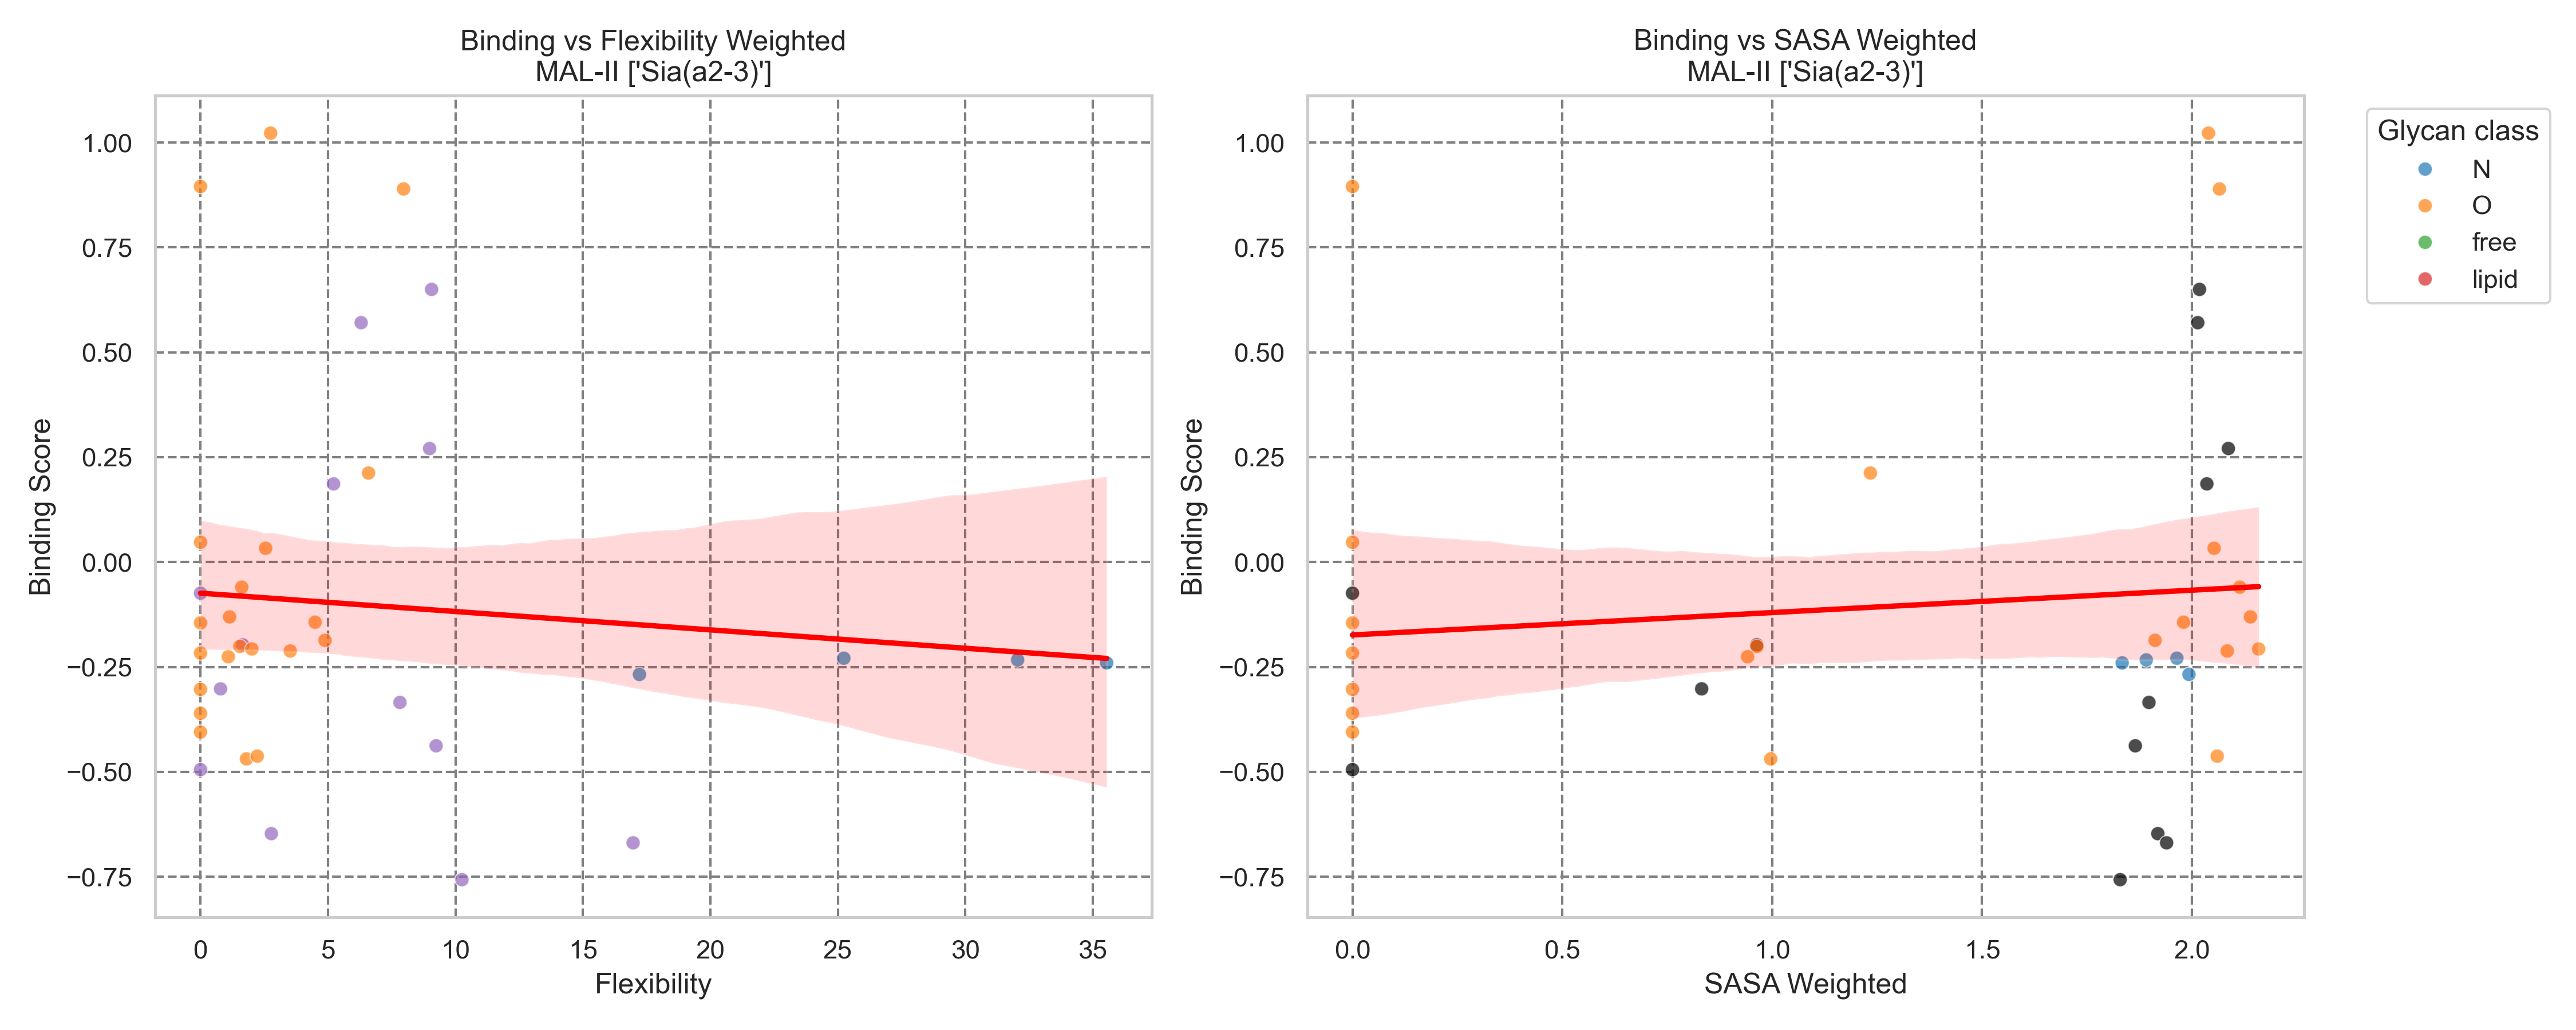 Binding vs Flexibility Weighted
MAL-II ['Sia(a2-3)']
Binding Score
1.00
0.75
0.50
0.25
0.00
−0.25
−0.50
−0.75
0 5 10 15 20 25 30 35
Flexibility
Binding vs SASA Weighted
MAL-II ['Sia(a2-3)']
Binding Score
1.00
0.75
0.50
0.25
0.00
−0.25
−0.50
−0.75
0.0 0.5 1.0 1.5 2.0
SASA Weighted
Glycan class
N
O
free
lipid